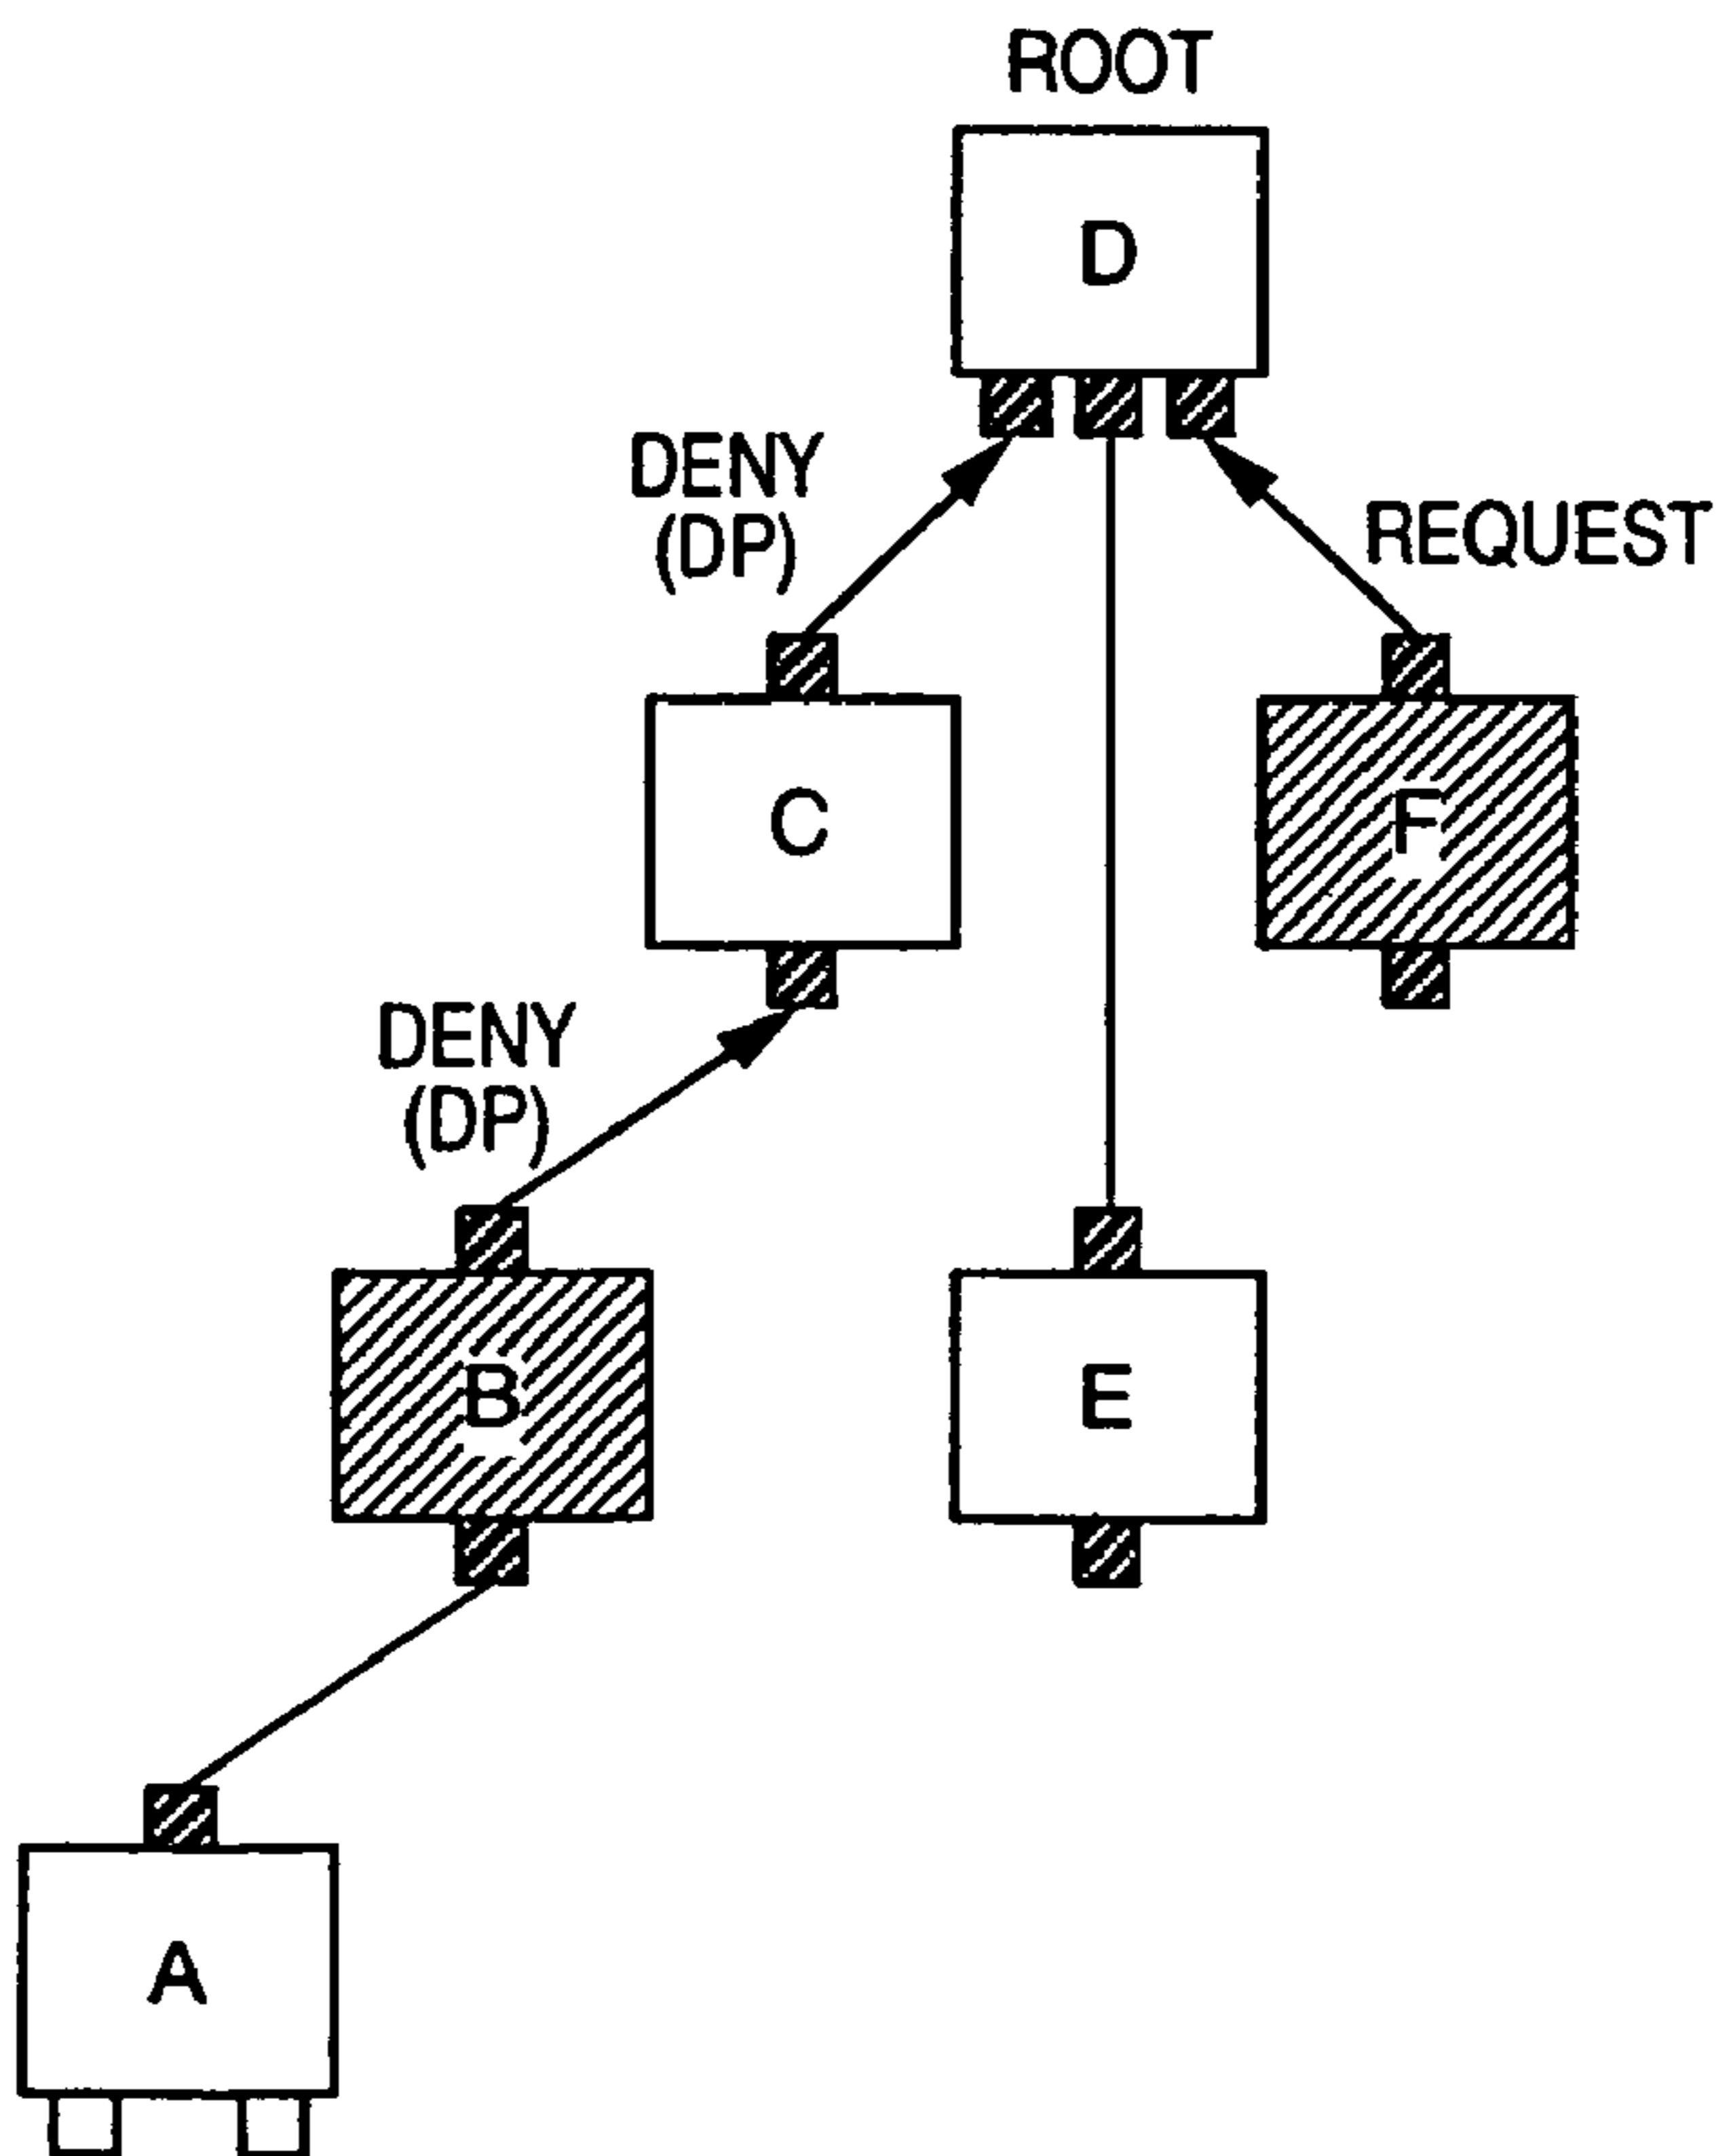 ROOT
D
DENY
(DP)
REQUEST
C
F
DENY
(DP)
B
E
A